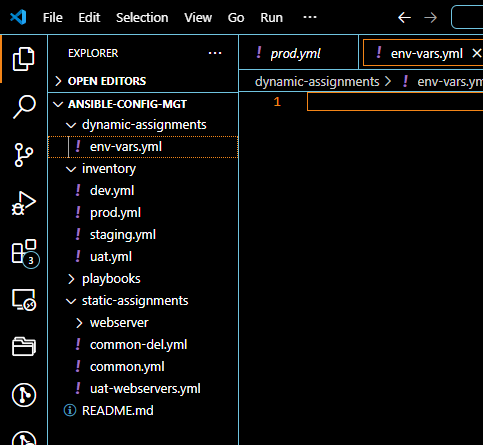 File Edit Selection View Go Run ···
EXPLORER ···
! prod.yml ! env-vars.yml
OPEN EDITORS
dynamic-assignments > ! env-vars.ym
ANSIBLE-CONFIG-MGT
1
dynamic-assignments
! env-vars.yml
inventory
! dev.yml
! prod.yml
! staging.yml
! uat.yml
3
playbooks
static-assignments
webserver
! common-del.yml
! common.yml
! uat-webservers.yml
README.md